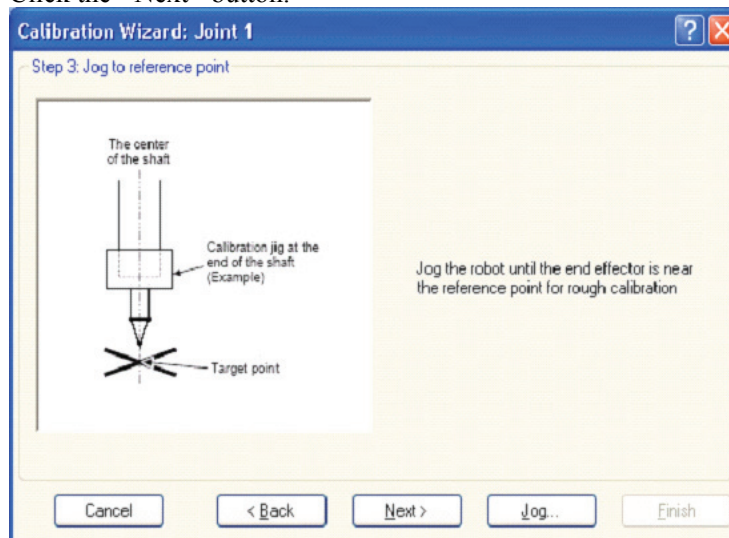 Click the "Next" button.
Calibration Wizard: Joint 1
Step 3: Jog to reference point
The center
of the shaft
Calibration jig at the
end of the shaft
(Example)
Target point
Jog the robot until the end effector is near
the reference point for rough calibration
Cancel
< Back
Next >
Jog...
Finish